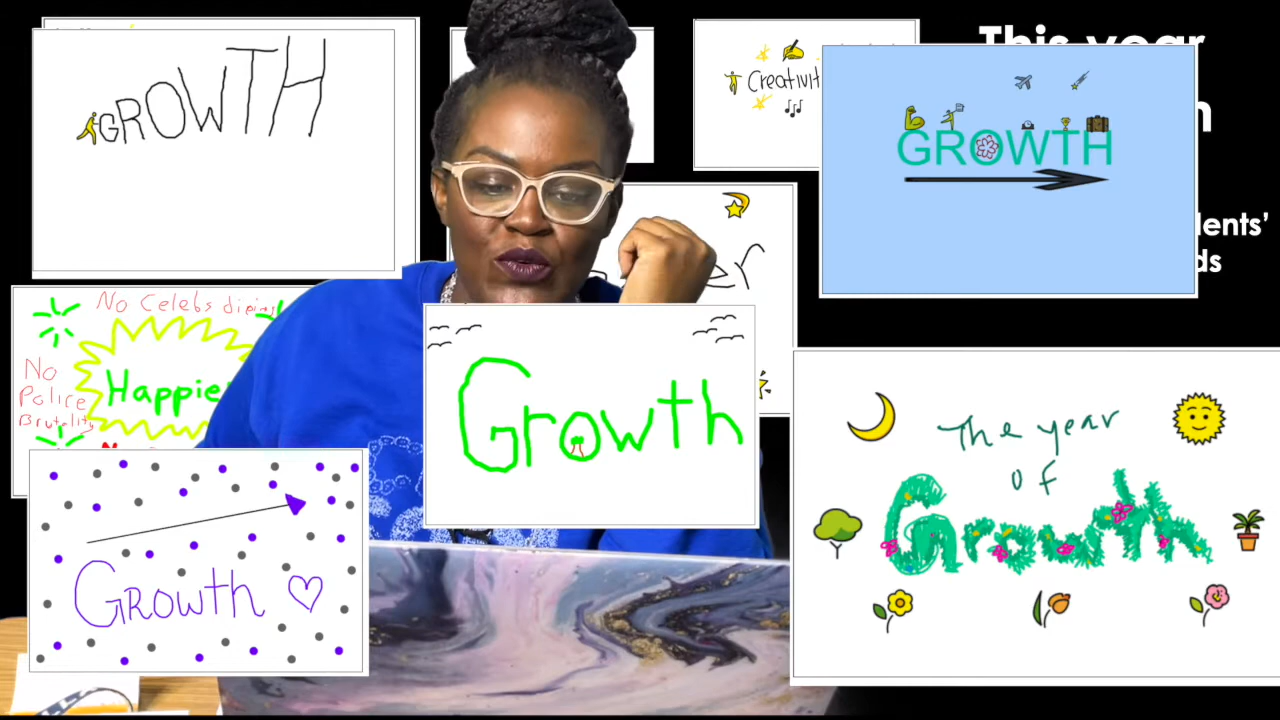 GROWTH
Creativit
This year
GROWTH
dents'
ds
No Celebs dieing
No
Police
Brutality
Happie
Growth
The year
of
Growth
Growth